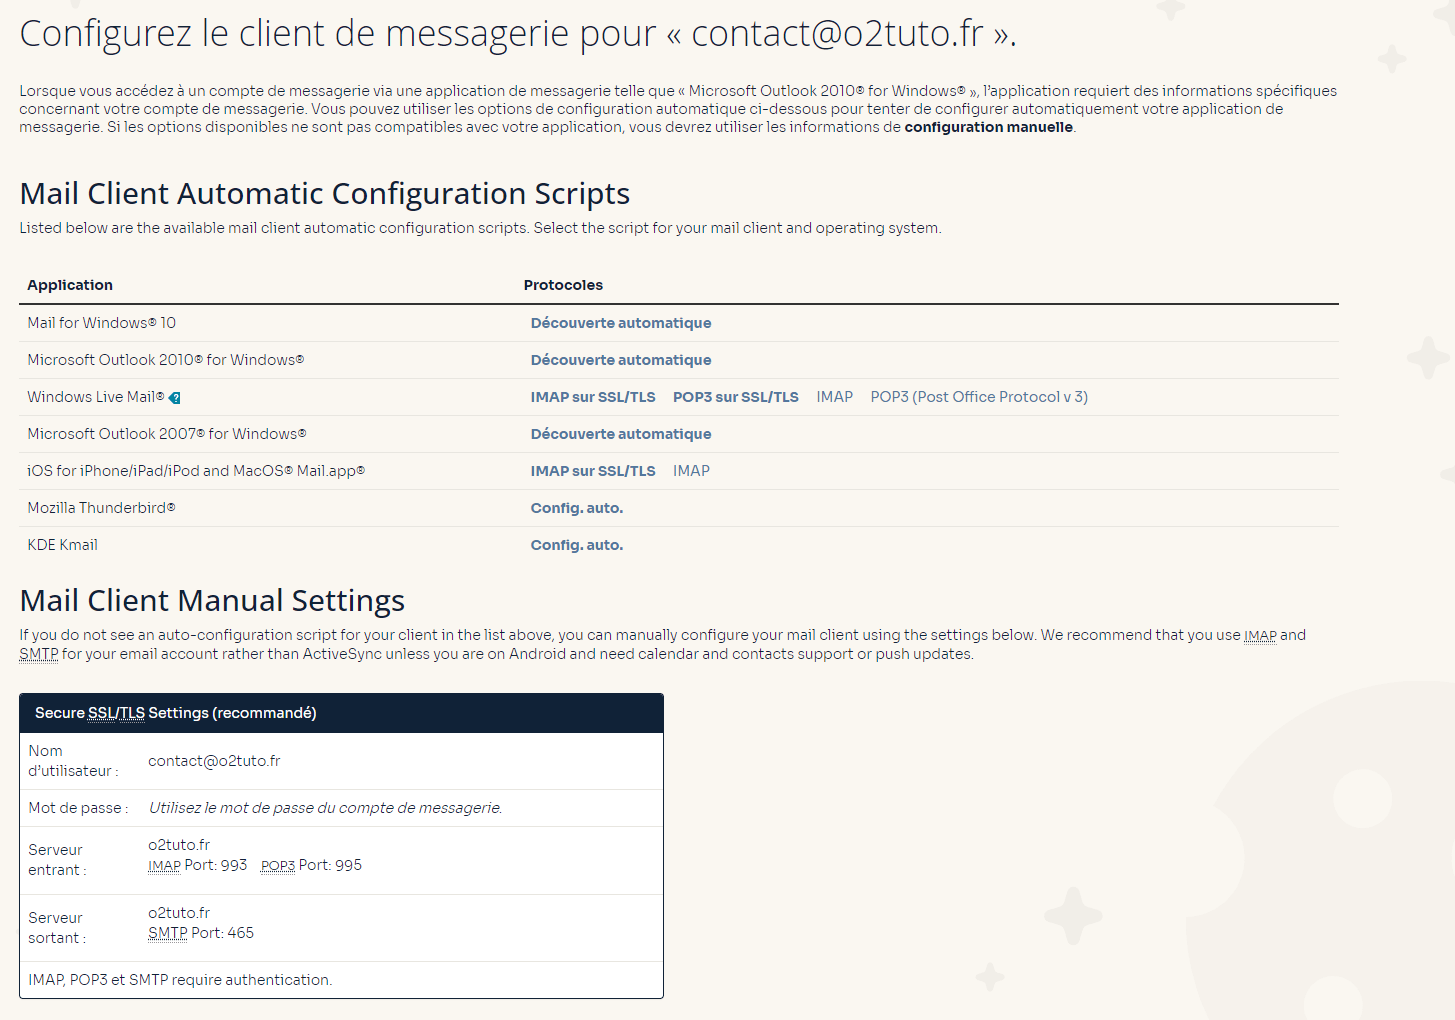 Configurez le client de messagerie pour « contact@o2tuto.fr ».
Lorsque vous accédez à un compte de messagerie via une application de messagerie telle que « Microsoft Outlook 2010® for Windows® », l’application requiert des informations spécifiques
concernant votre compte de messagerie. Vous pouvez utiliser les options de configuration automatique ci-dessous pour tenter de configurer automatiquement votre application de
messagerie. Si les options disponibles ne sont pas compatibles avec votre application, vous devrez utiliser les informations de configuration manuelle.
Mail Client Automatic Configuration Scripts
Listed below are the available mail client automatic configuration scripts. Select the script for your mail client and operating system.
Application Protocoles
Mail for Windows® 10 Découverte automatique
Microsoft Outlook 2010® for Windows® Découverte automatique
Windows Live Mail® ? IMAP sur SSL/TLS POP3 sur SSL/TLS IMAP POP3 (Post Office Protocol v 3)
Microsoft Outlook 2007® for Windows® Découverte automatique
iOS for iPhone/iPad/iPod and MacOS® Mail.app® IMAP sur SSL/TLS IMAP
Mozilla Thunderbird® Config. auto.
KDE Kmail Config. auto.
Mail Client Manual Settings
If you do not see an auto-configuration script for your client in the list above, you can manually configure your mail client using the settings below. We recommend that you use IMAP and
SMTP for your email account rather than ActiveSync unless you are on Android and need calendar and contacts support or push updates.
Secure SSL/TLS Settings (recommandé)
Nom
d’utilisateur : contact@o2tuto.fr
Mot de passe : Utilisez le mot de passe du compte de messagerie.
Serveur
entrant :
o2tuto.fr
IMAP Port: 993 POP3 Port: 995
Serveur
sortant :
o2tuto.fr
SMTP Port: 465
IMAP, POP3 et SMTP require authentication.